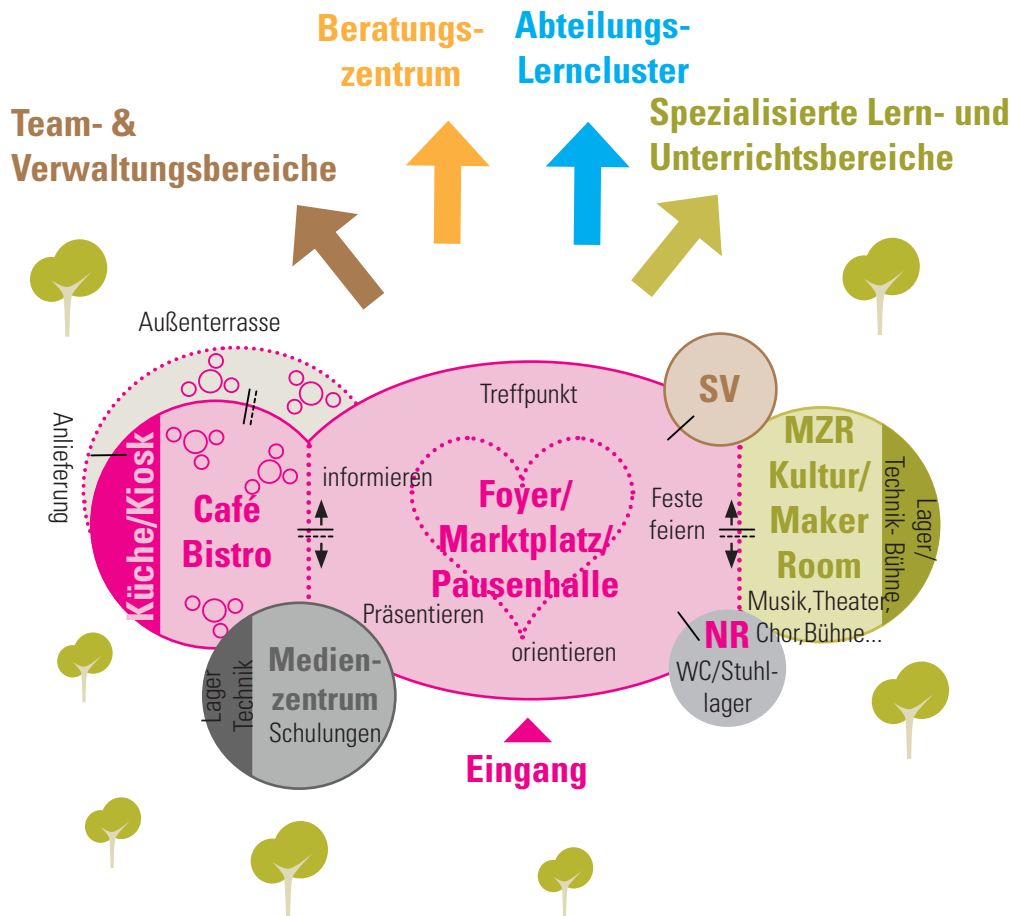 Beratungs-
zentrum
Abteilungs-
Lerncluster
Team- &
Verwaltungsbereiche
Spezialisierte Lern- und
Unterrichtsbereiche
Außenterrasse
Anlieferung
Küche/Kiosk
Café
Bistro
informieren
Treffpunkt
Foyer/
Marktplatz/
Pausenhalle
Feste
feiern
Präsentieren
orientieren
SV
MZR
Kultur/
Maker
Room
Musik,Theater,
Chor,Bühne...
Lager/
Technik- Bühne
NR
WC/Stuhl-
lager
Lager
Technik
Medien-
zentrum
Schulungen
Eingang